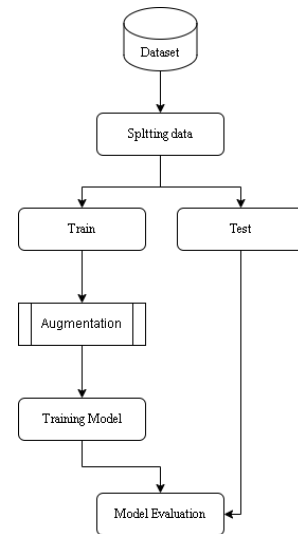 Dataset
Spltting data
Train
Test
Augmentation
Training Model
Model Evaluation